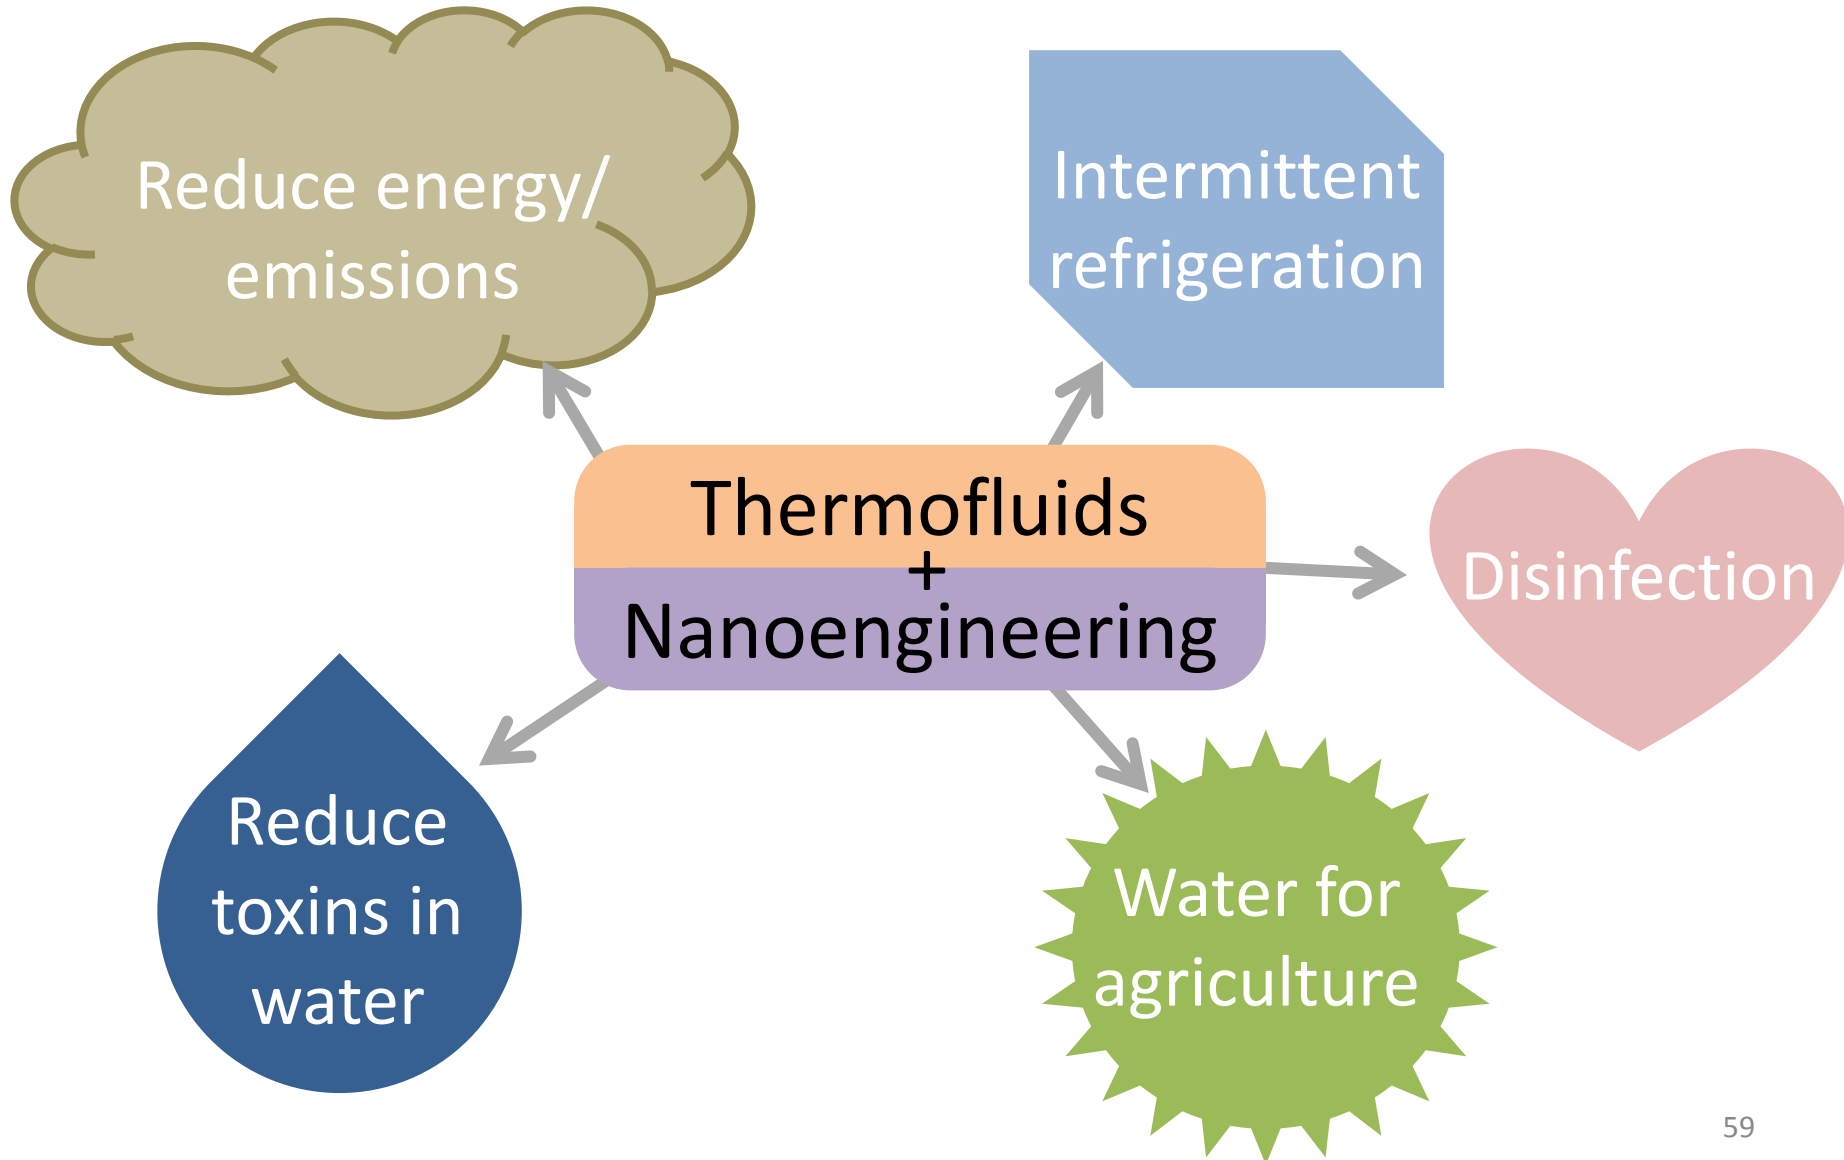 Reduce energy/
emissions
Intermittent
refrigeration
Thermofluids
+
Nanoengineering
Disinfection
Reduce
toxins in
water
Water for
agriculture
59